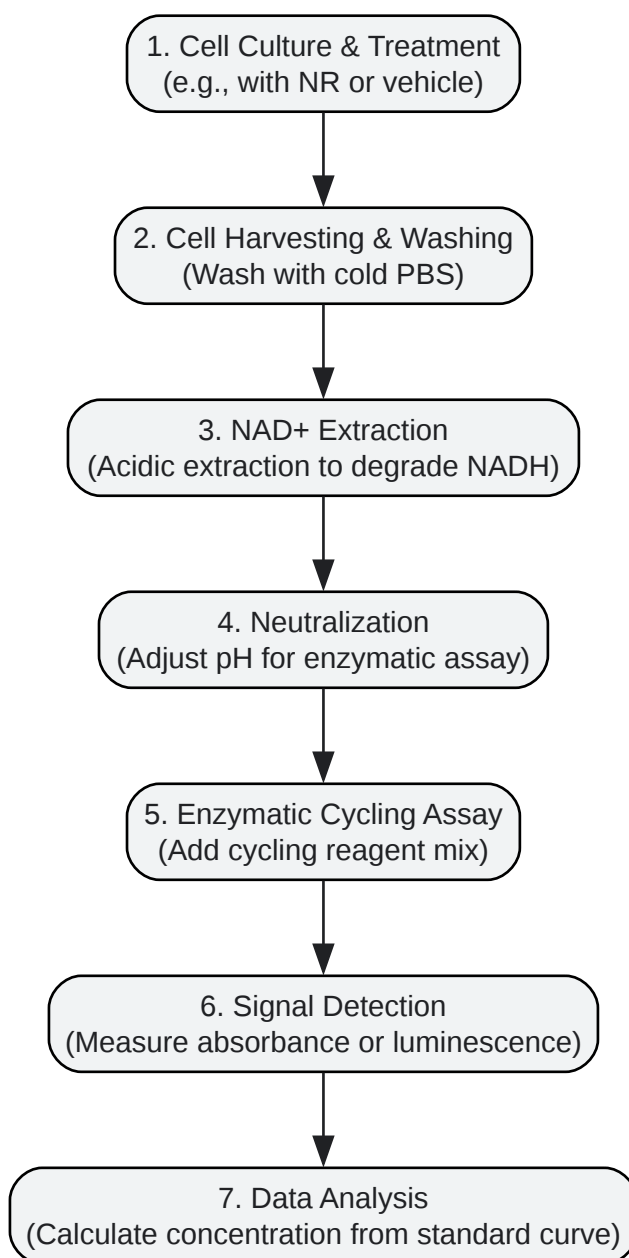 1. Cell Culture & Treatment
(e.g., with NR or vehicle)
2. Cell Harvesting & Washing
(Wash with cold PBS)
3. NAD+ Extraction
(Acidic extraction to degrade NADH)
4. Neutralization
(Adjust pH for enzymatic assay)
5. Enzymatic Cycling Assay
(Add cycling reagent mix)
6. Signal Detection
(Measure absorbance or luminescence)
7. Data Analysis
(Calculate concentration from standard curve)